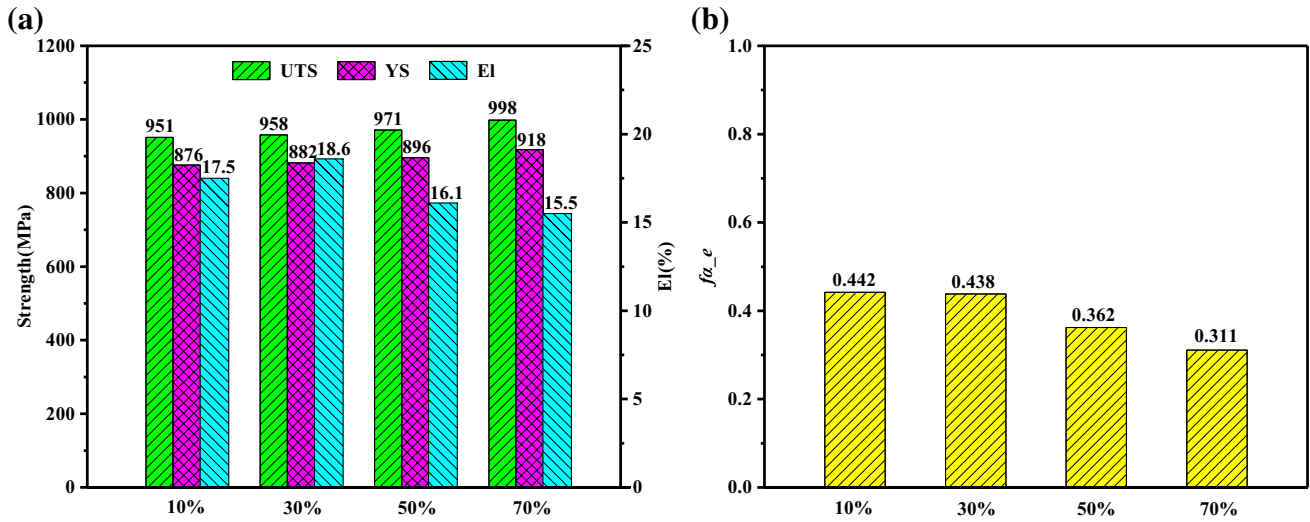 (a)
1200
1000
800
600
400
200
0
Strength(MPa)
UTS YS El
951 876 17.5
958 882 18.6
971 896 16.1
998 918 15.5
25
20
15
10
5
0
El(%)
10% 30% 50% 70%
(b)
1.0
0.8
0.6
0.4
0.2
0.0
fα_e
0.442 0.438 0.362 0.311
10% 30% 50% 70%